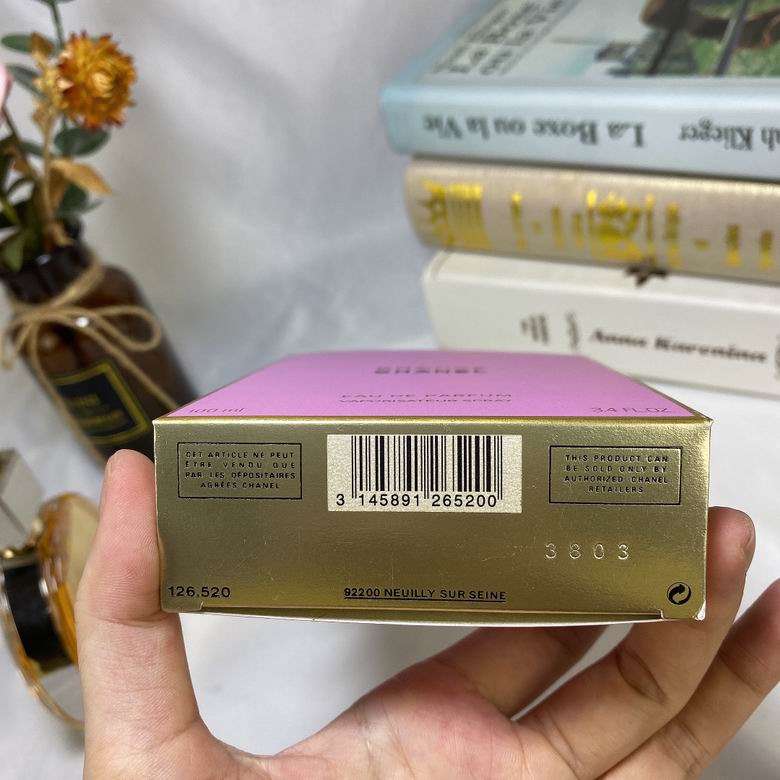 La Boxe ou la Vie
Anna Karenina
CHANEL
EAU DE PARFUM
VAPORISATEUR SPRAY
100 ml
3.4 FL.OZ
CET ARTICLE NE PEUT
ÊTRE VENDU QUE
PAR LES DÉPOSITAIRES
AGRÉÉS CHANEL
3 145891 265200
THIS PRODUCT CAN
BE SOLD ONLY BY
AUTHORIZED CHANEL
RETAILERS
3803
126.520
92200 NEUILLY SUR SEINE